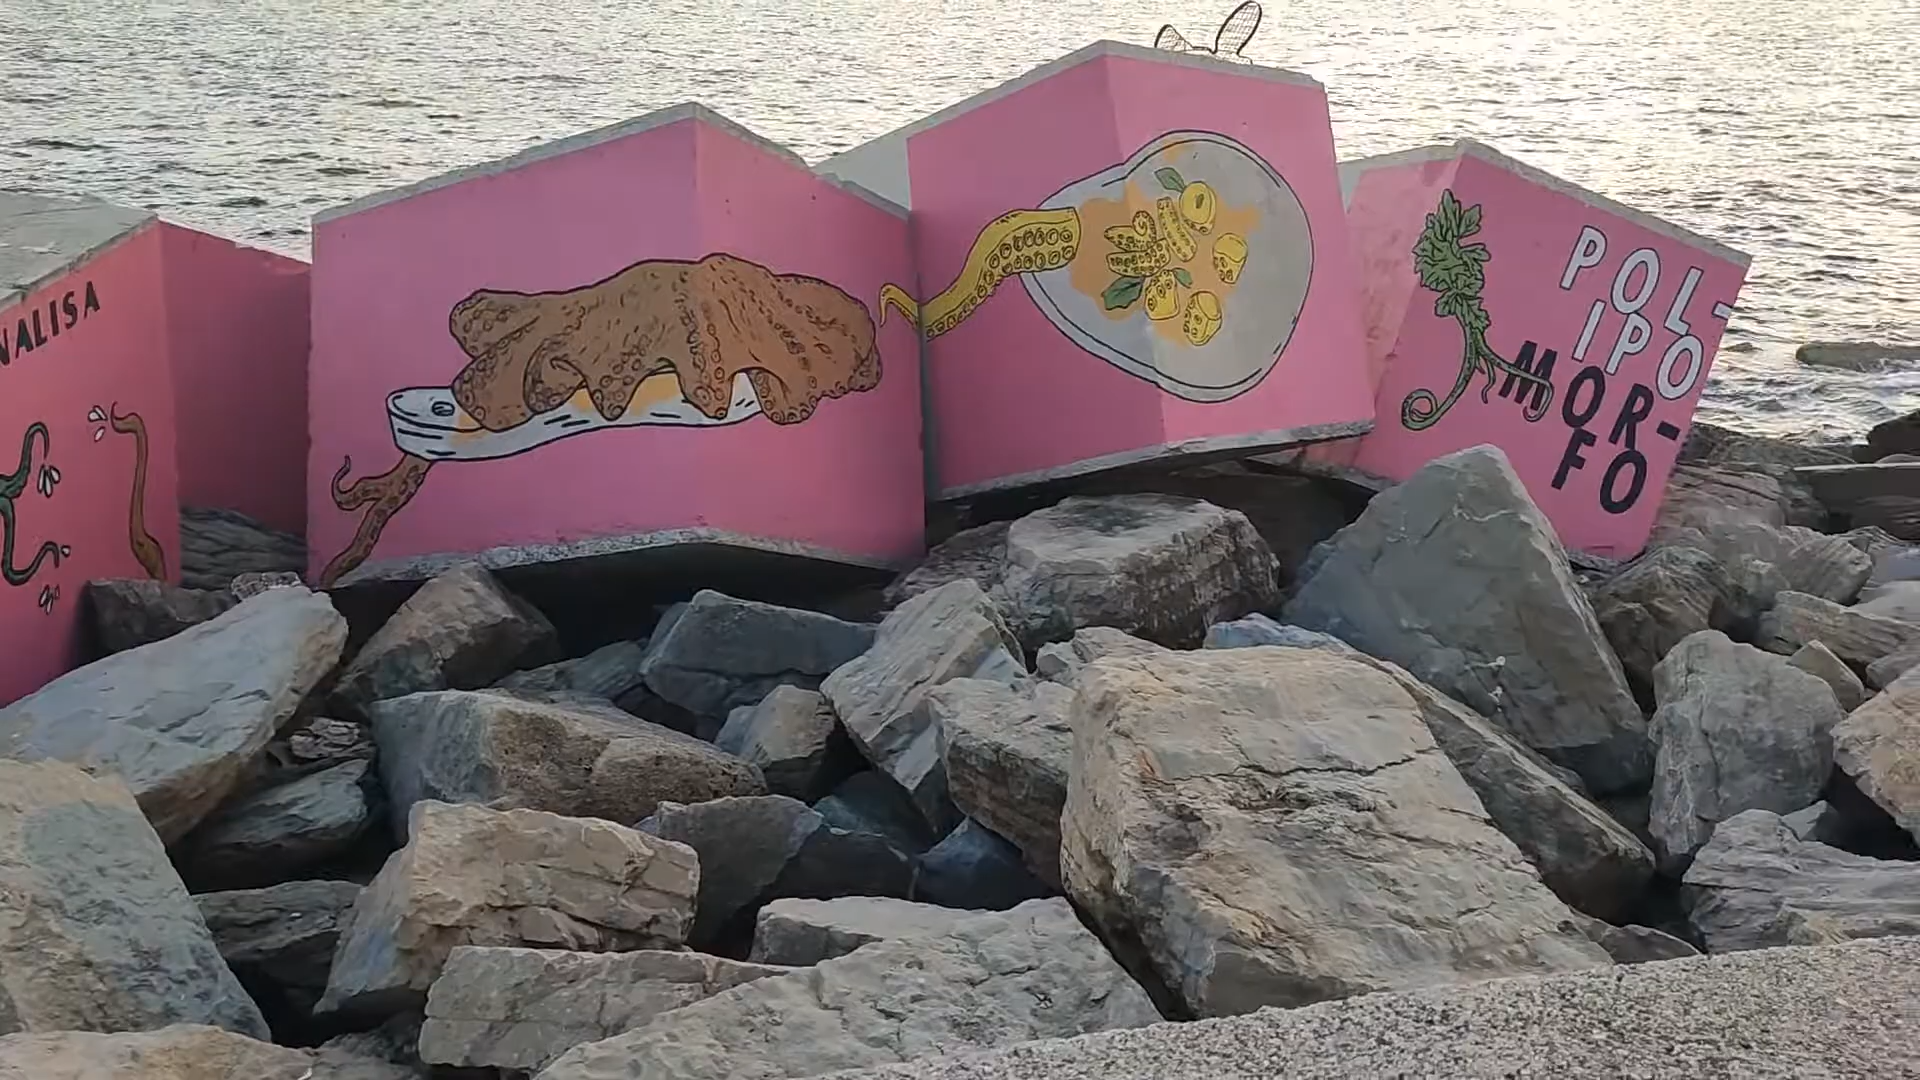 NALISA
POL-
IPO
MOR-
FO